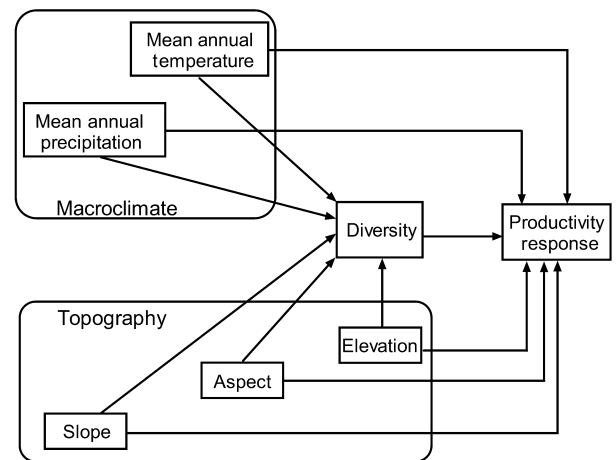 Mean annual
temperature
Mean annual
precipitation
Macroclimate
Diversity
Productivity
response
Topography
Elevation
Aspect
Slope